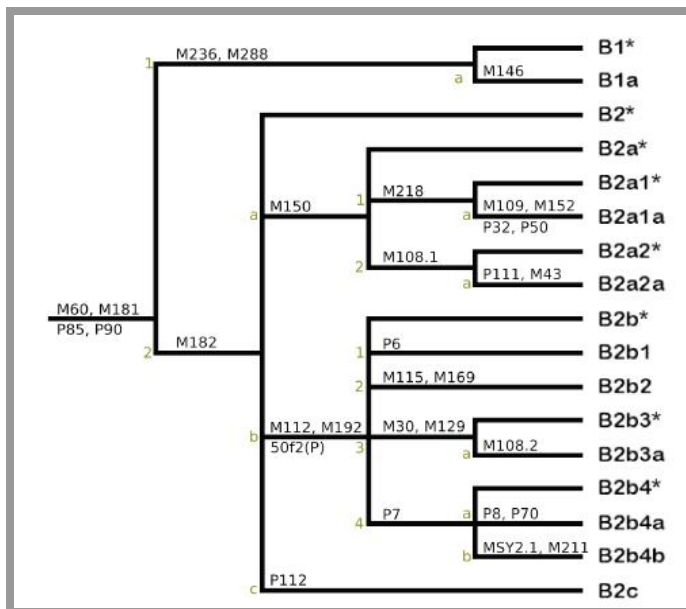 M236, M288
B1*
1
M146
B1a
a
B2*
B2a*
M218
B2a1*
1
M150
M109, M152
B2a1a
a
a
P32, P50
M108.1
B2a2*
2
P111, M43
B2a2a
a
M60, M181
B2b*
P85, P90
M182
P6
B2b1
2
1
M115, M169
B2b2
2
M112, M192
M30, M129
B2b3*
b
50f2(P)
3
M108.2
B2b3a
a
B2b4*
P7
a
P8, P70
B2b4a
4
MSY2.1, M211
B2b4b
b
P112
B2c
c